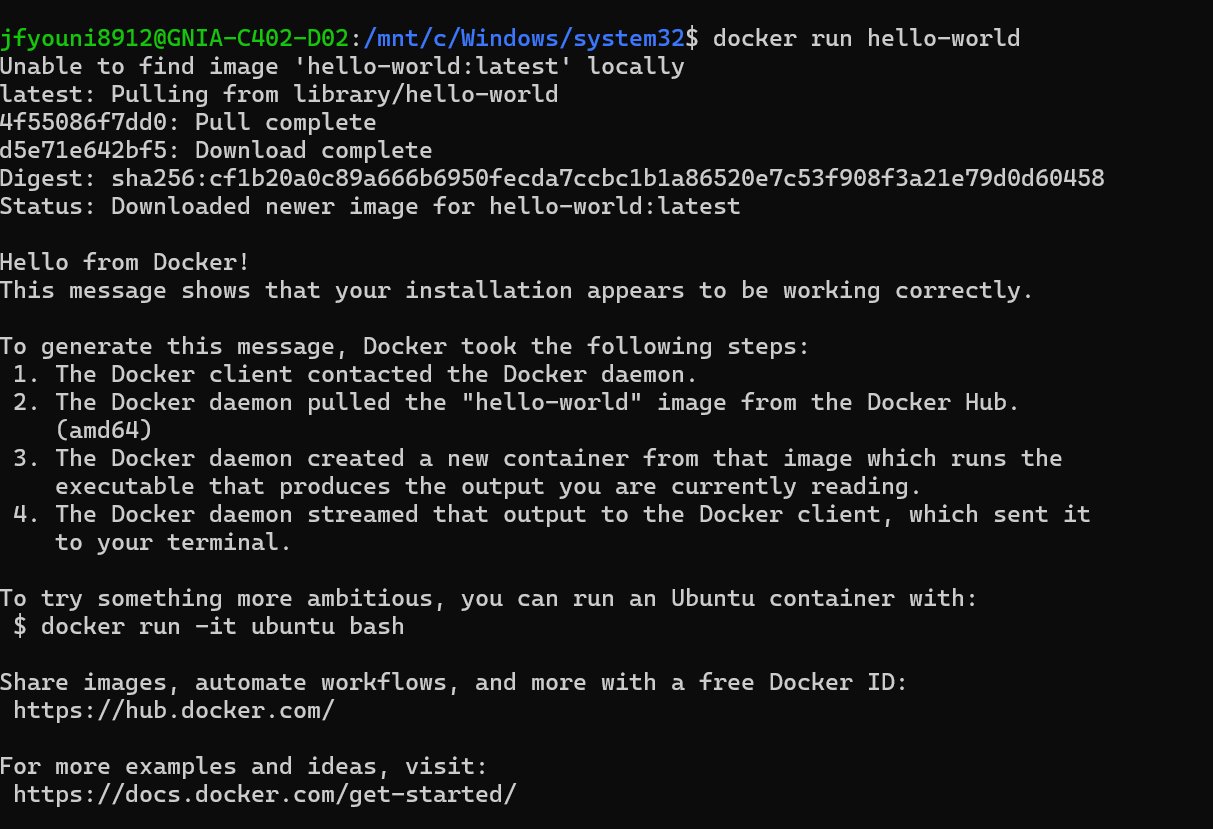 jfyouni8912@GNIA-C402-D02:/mnt/c/Windows/system32$ docker run hello-world
Unable to find image 'hello-world:latest' locally
latest: Pulling from library/hello-world
4f55086f7dd0: Pull complete
d5e71e642bf5: Download complete
Digest: sha256:cf1b20a0c89a666b6950fecda7ccbc1b1a86520e7c53f908f3a21e79d0d60458
Status: Downloaded newer image for hello-world:latest

Hello from Docker!
This message shows that your installation appears to be working correctly.

To generate this message, Docker took the following steps:
 1. The Docker client contacted the Docker daemon.
 2. The Docker daemon pulled the "hello-world" image from the Docker Hub.
    (amd64)
 3. The Docker daemon created a new container from that image which runs the
    executable that produces the output you are currently reading.
 4. The Docker daemon streamed that output to the Docker client, which sent it
    to your terminal.

To try something more ambitious, you can run an Ubuntu container with:
 $ docker run -it ubuntu bash

Share images, automate workflows, and more with a free Docker ID:
 https://hub.docker.com/

For more examples and ideas, visit:
 https://docs.docker.com/get-started/